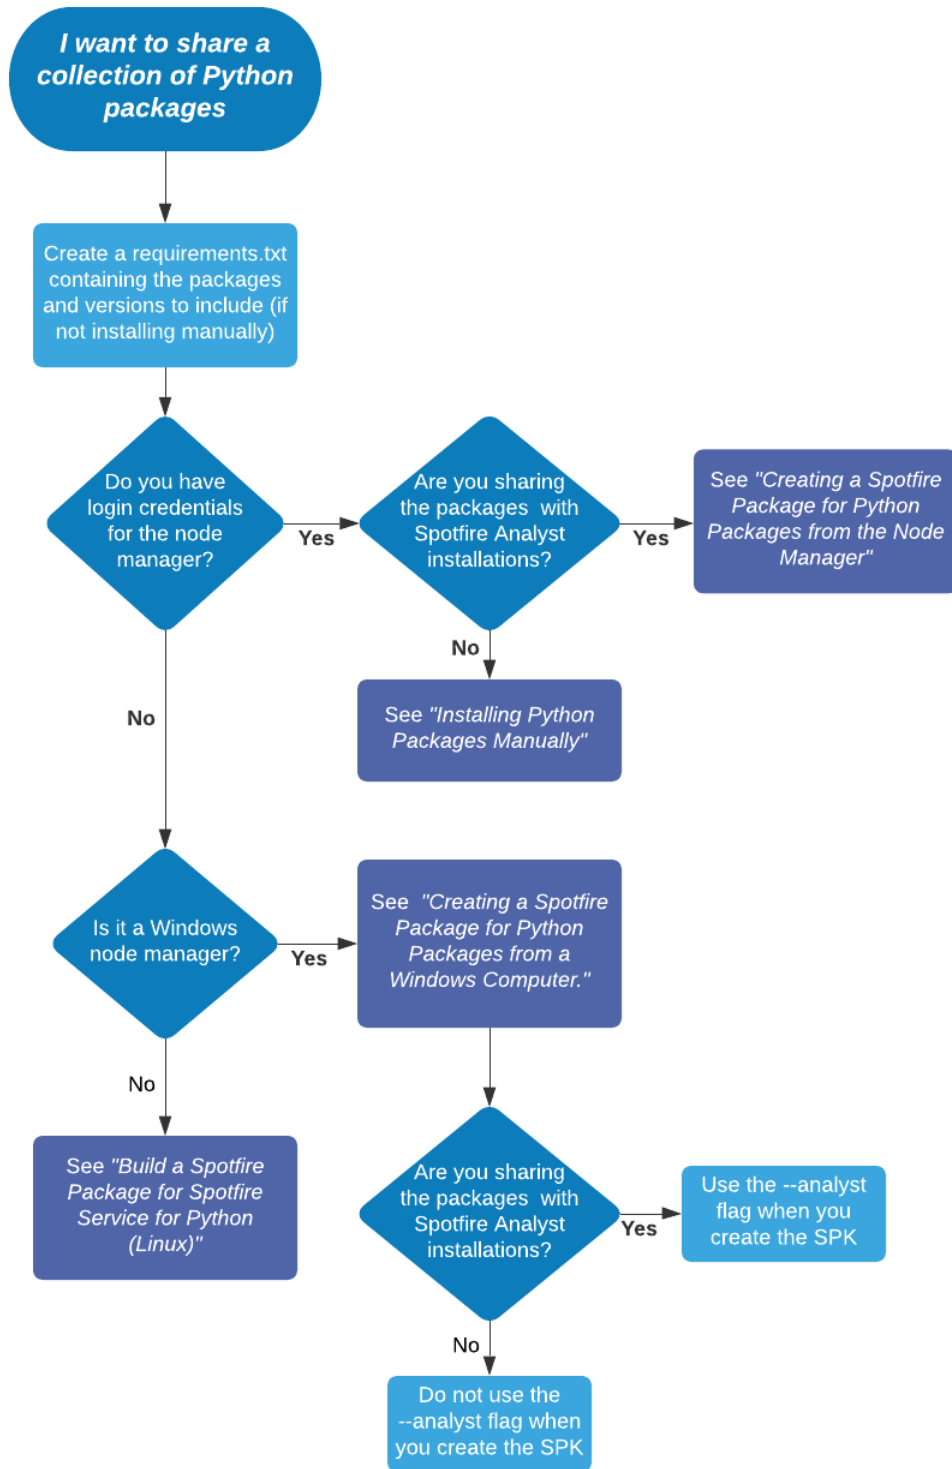 I want to share a
collection of Python
packages
Create a requirements.txt
containing the packages
and versions to include (if
not installing manually)
Do you have
login credentials
for the node
manager?
Yes
Are you sharing
the packages with
Spotfire Analyst
installations?
Yes
See "Creating a Spotfire
Package for Python
Packages from the Node
Manager"
No
See "Installing Python
Packages Manually"
No
Is it a Windows
node manager?
Yes
See "Creating a Spotfire
Package for Python
Packages from a
Windows Computer."
No
See "Build a Spotfire
Package for Spotfire
Service for Python
(Linux)"
Are you sharing
the packages with
Spotfire Analyst
installations?
Yes
Use the --analyst
flag when you
create the SPK
No
Do not use the
--analyst flag when
you create the SPK